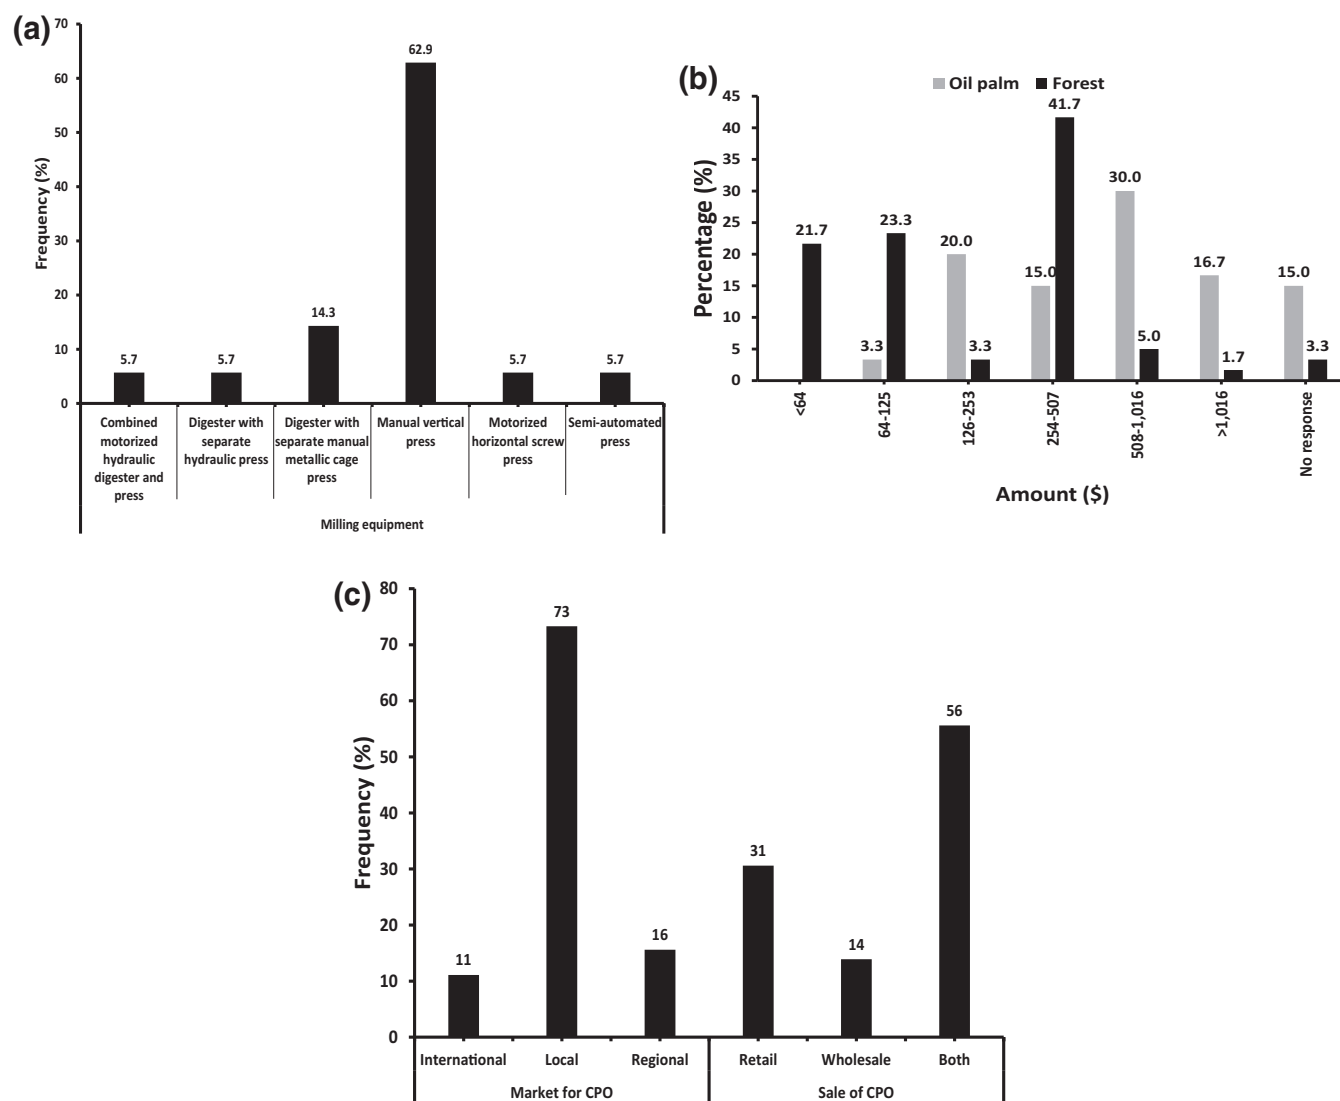 (a)
70
60
50
40
30
20
10
0
Frequency (%)
5.7
5.7
14.3
62.9
5.7
5.7
Combined motorized hydraulic digester and press
Digester with separate hydraulic press
Digester with separate manual metallic cage press
Manual vertical press
Motorized horizontal screw press
Semi-automated press
Milling equipment
(b)
Oil palm
Forest
45
40
35
30
25
20
15
10
5
0
Percentage (%)
21.7
3.3
23.3
20.0
3.3
15.0
41.7
30.0
5.0
16.7
1.7
15.0
3.3
<64
64-125
126-253
254-507
508-1,016
>1,016
No response
Amount ($)
(c)
80
70
60
50
40
30
20
10
0
Frequency (%)
11
73
16
31
14
56
International
Local
Regional
Retail
Wholesale
Both
Market for CPO
Sale of CPO